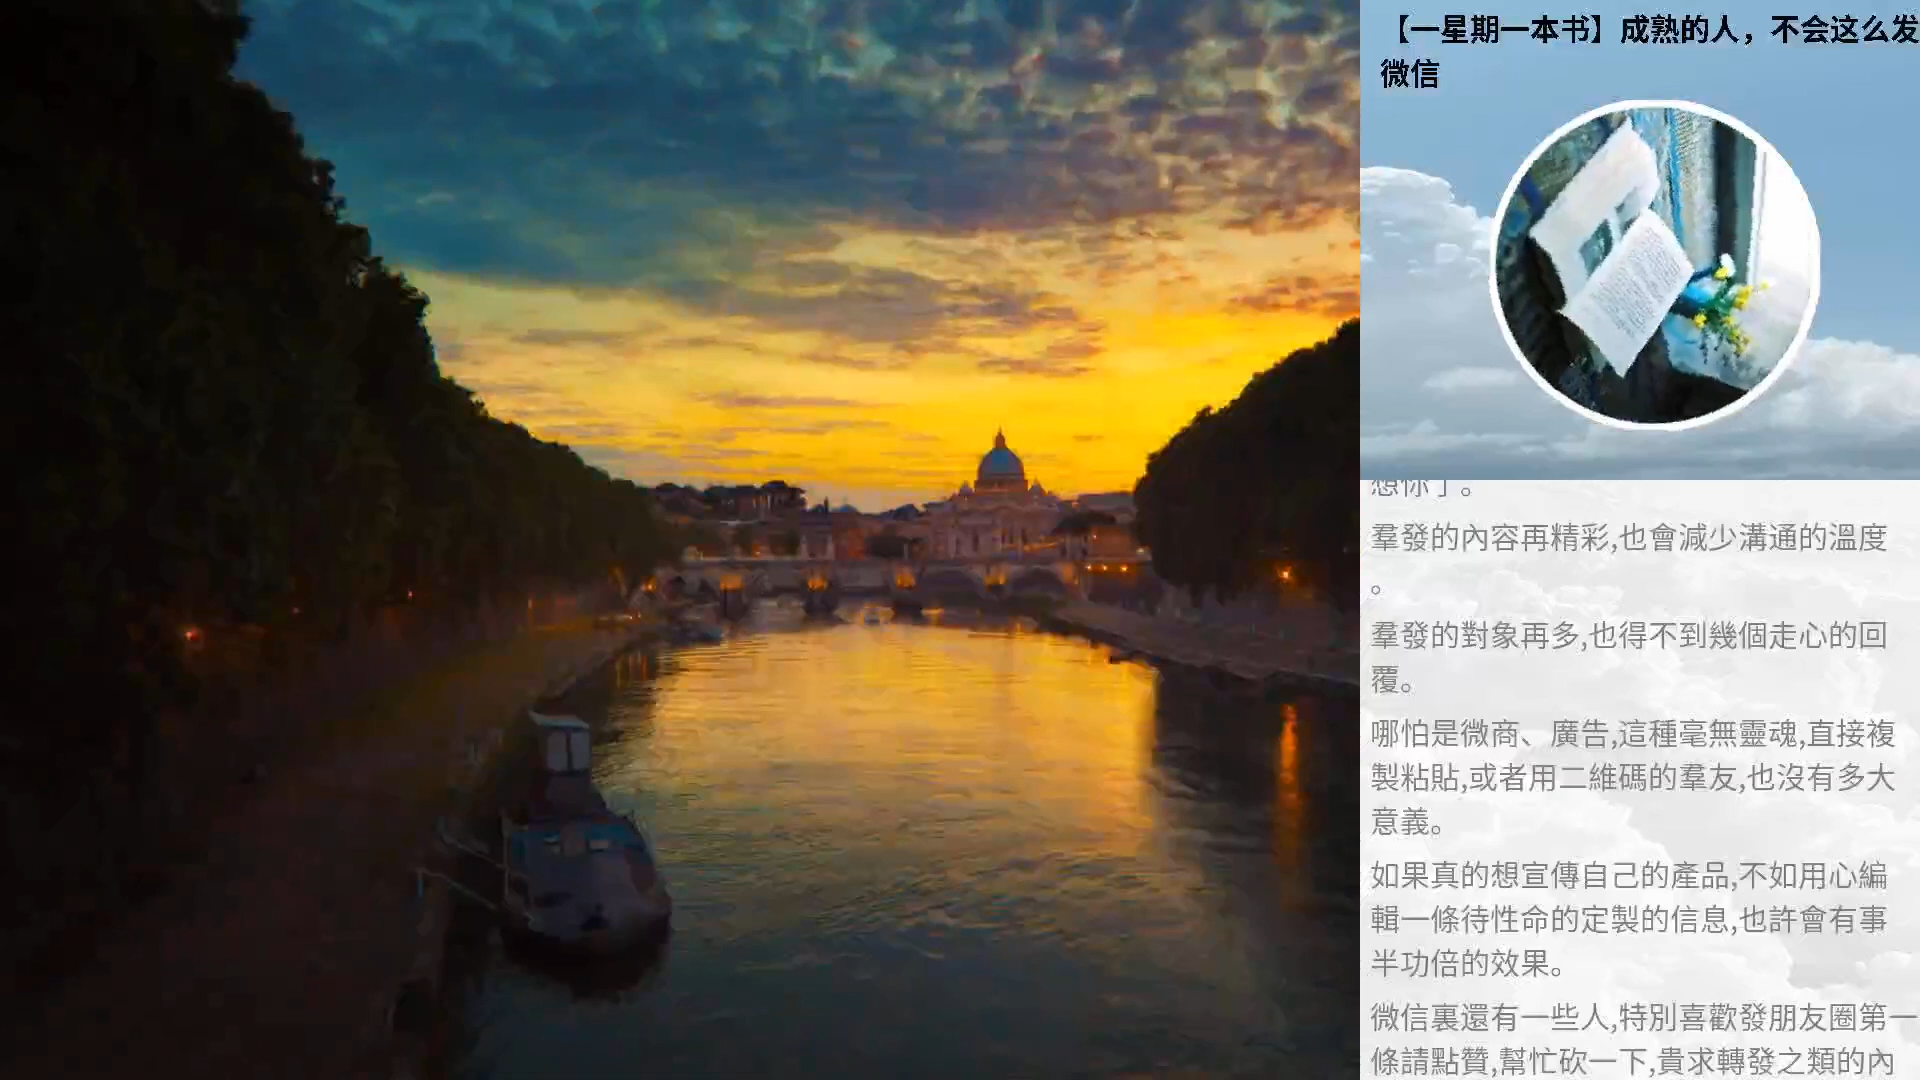 【一星期一本书】成熟的人，不会这么发
微信
想你了。
羣發的內容再精彩,也會減少溝通的溫度
。
羣發的對象再多,也得不到幾個走心的回
覆。
哪怕是微商、廣告,這種毫無靈魂,直接複
製粘貼,或者用二維碼的羣友,也沒有多大
意義。
如果真的想宣傳自己的產品,不如用心編
輯一條待性命的定製的信息,也許會有事
半功倍的效果。
微信裏還有一些人,特別喜歡發朋友圈第一
條請點贊,幫忙砍一下,貴求轉發之類的內